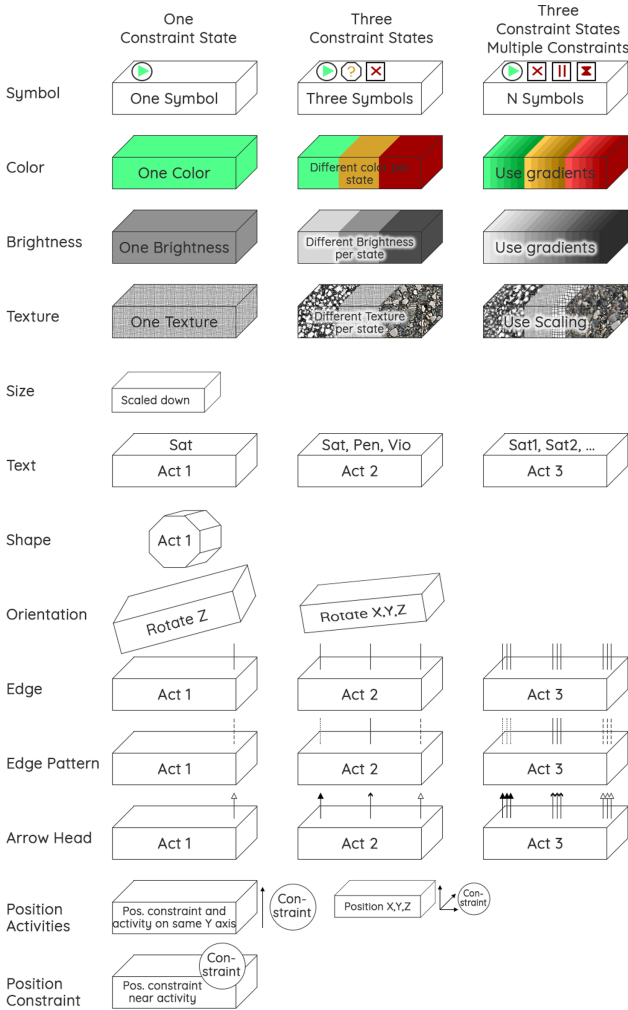 One
Constraint State
Three
Constraint States
Three
Constraint States
Multiple Constraints
Symbol
?
One Symbol
Three Symbols
N Symbols
Color
One Color
Different color per
state
Use gradients
Brightness
One Brightness
Different Brightness
per state
Use gradients
Texture
One Texture
Different Texture
per state
Use Scaling
Size
Scaled down
Text
Sat
Act 1
Sat, Pen, Vio
Act 2
Sat1, Sat2, ...
Act 3
Shape
Act 1
Orientation
Rotate Z
Rotate X,Y,Z
Edge
Act 1
Act 2
Act 3
Edge Pattern
Act 1
Act 2
Act 3
Arrow Head
Act 1
Act 2
Act 3
Position
Activities
Pos. constraint and
activity on same Y axis
Con-
straint
Position X,Y,Z
Con-
straint
Position
Constraint
Pos. constraint
near activity
Con-
straint